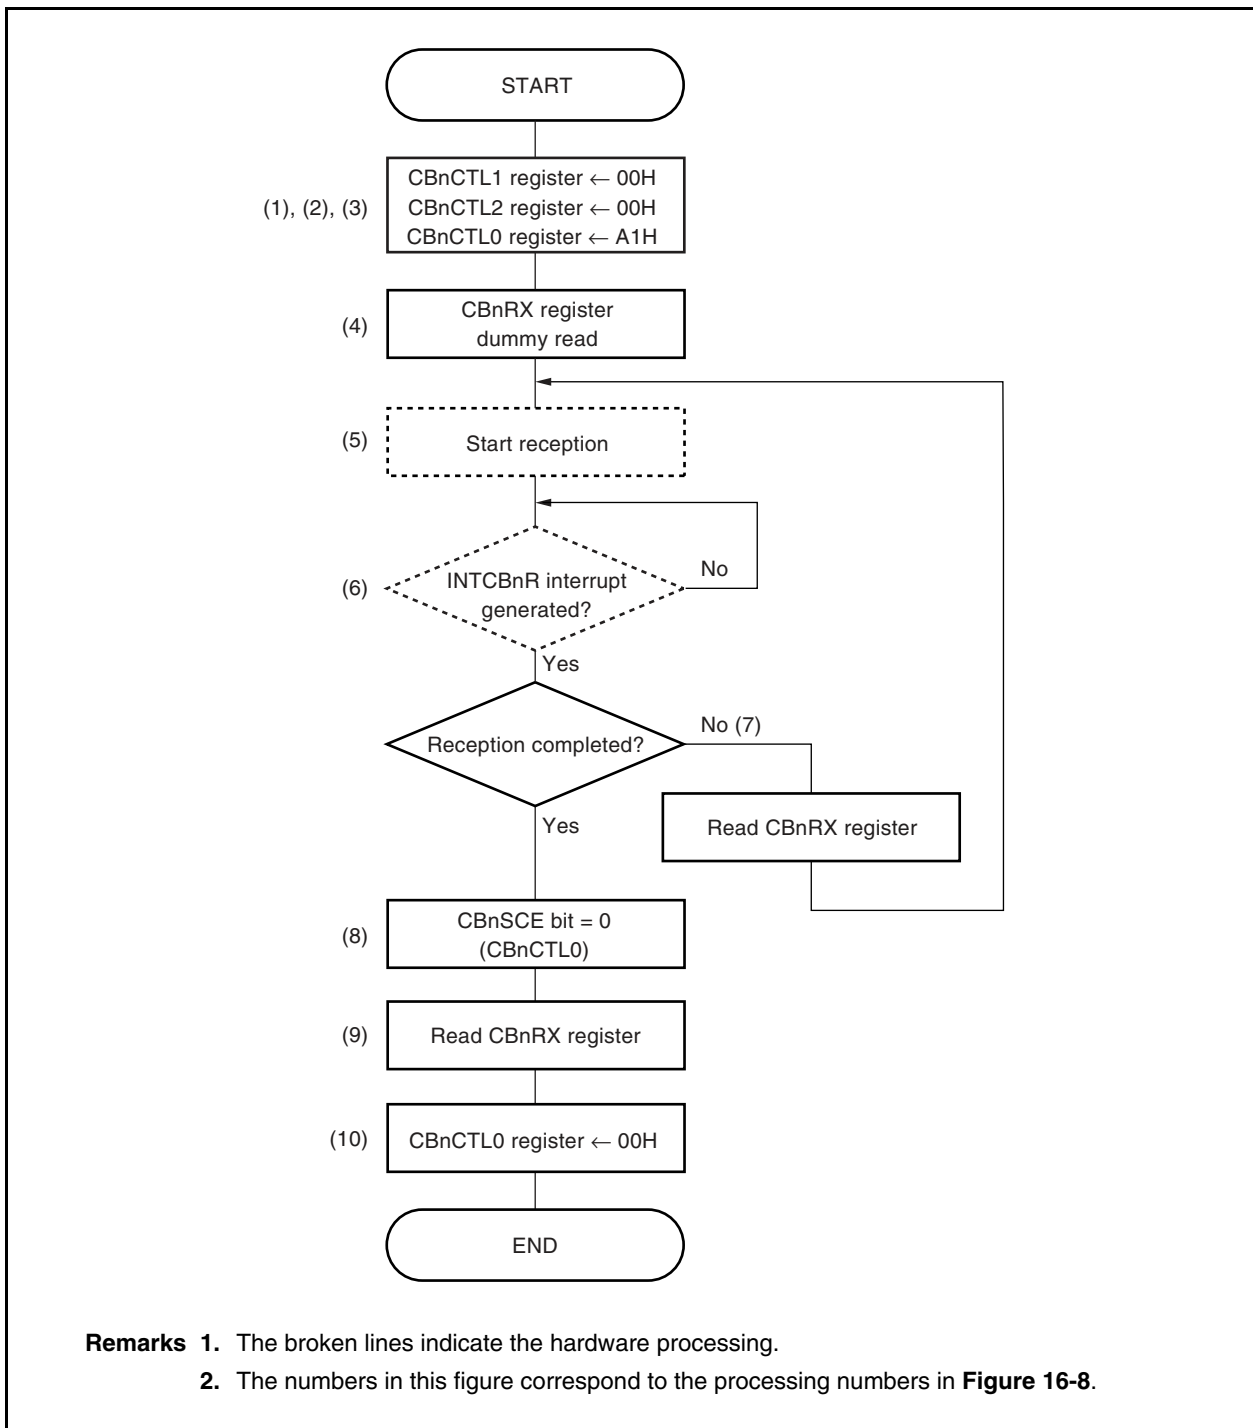 START
(1), (2), (3)
CBnCTL1 register ← 00H
CBnCTL2 register ← 00H
CBnCTL0 register ← A1H
(4)
CBnRX register
dummy read
(5)
Start reception
(6)
INTCBnR interrupt
generated?
No
Yes
Reception completed?
No (7)
Read CBnRX register
Yes
(8)
CBnSCE bit = 0
(CBnCTL0)
(9)
Read CBnRX register
(10)
CBnCTL0 register ← 00H
END
Remarks 1. The broken lines indicate the hardware processing.
2. The numbers in this figure correspond to the processing numbers in Figure 16-8.